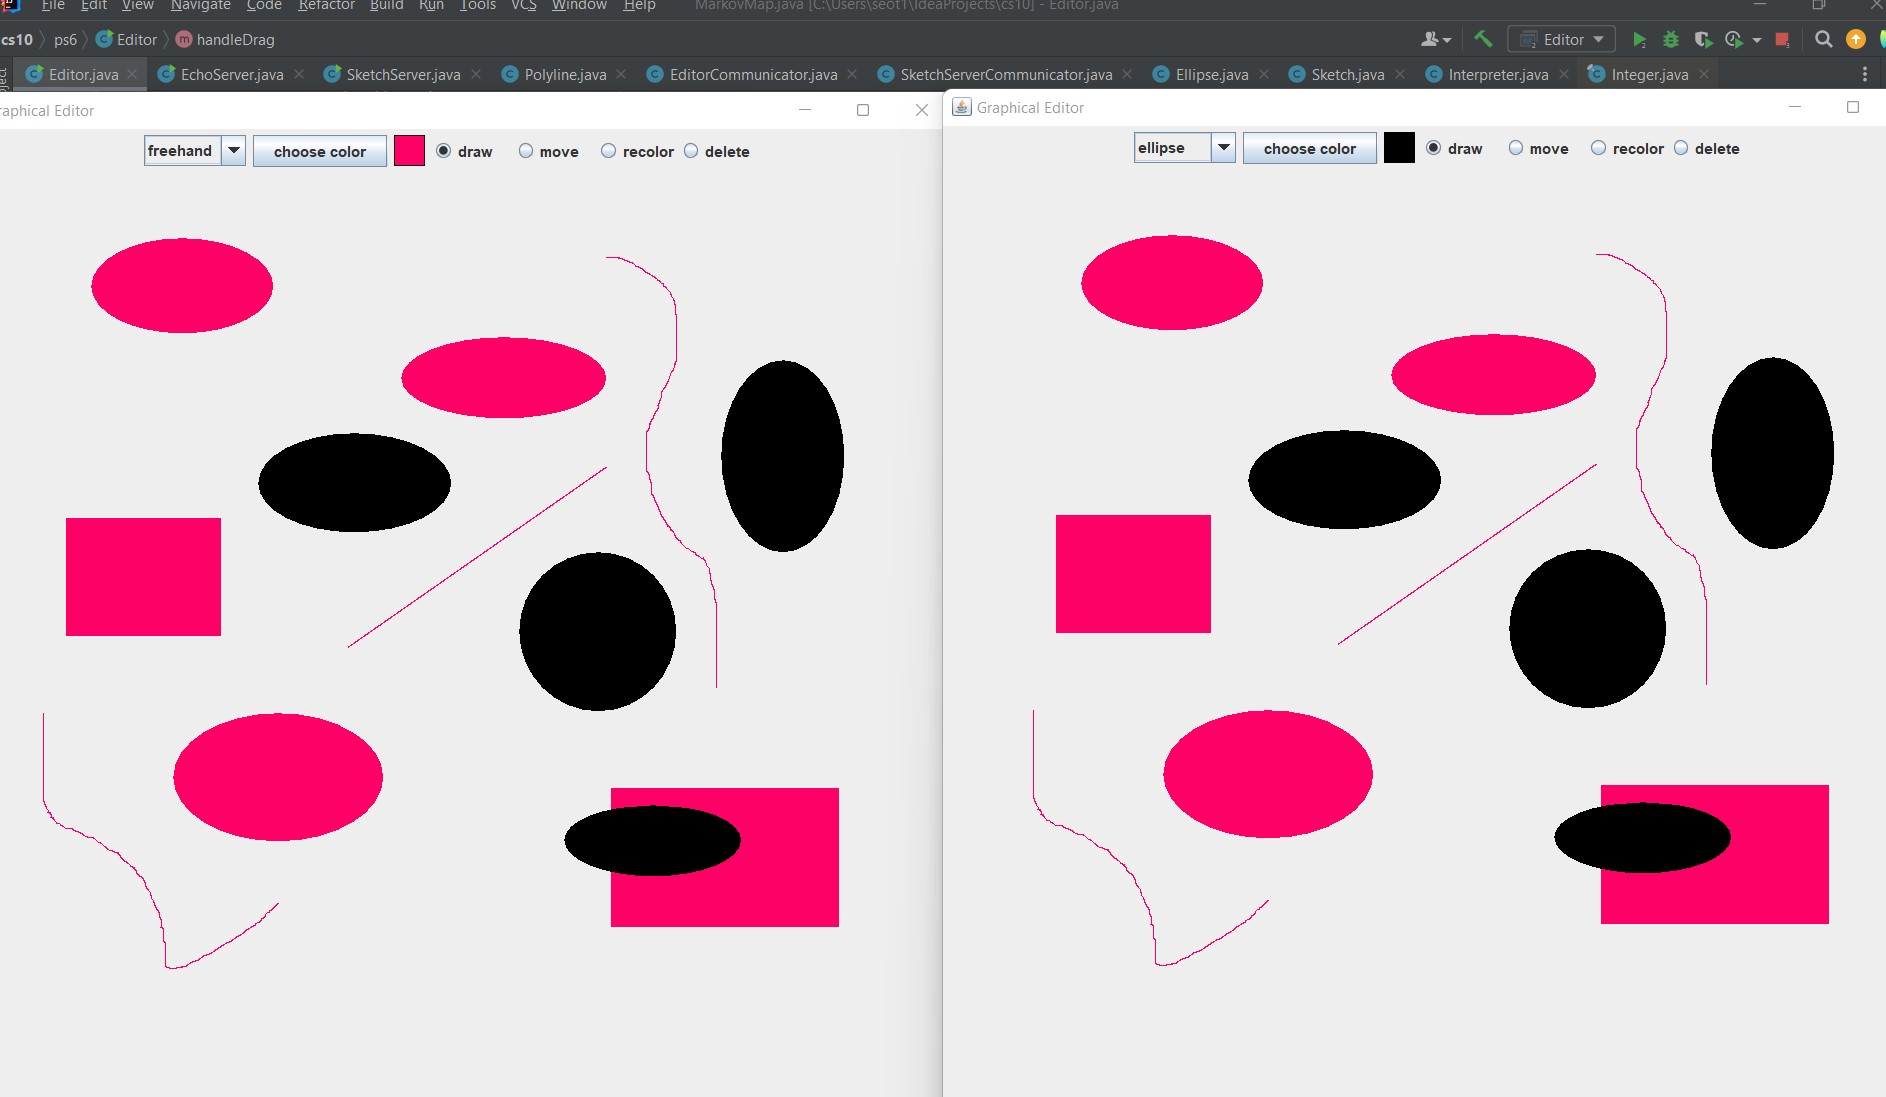 File Edit View Navigate Code Refactor Build Run Tools VCS Window Help MarkovMap.java [C:\Users\seot1\IdeaProjects\cs10] - Editor.java
cs10 ps6 Editor handleDrag Editor
Editor.java EchoServer.java SketchServer.java Polyline.java EditorCommunicator.java SketchServerCommunicator.java Ellipse.java Sketch.java Interpreter.java Integer.java
raphical Editor
freehand choose color draw move recolor delete
Graphical Editor
ellipse choose color draw move recolor delete